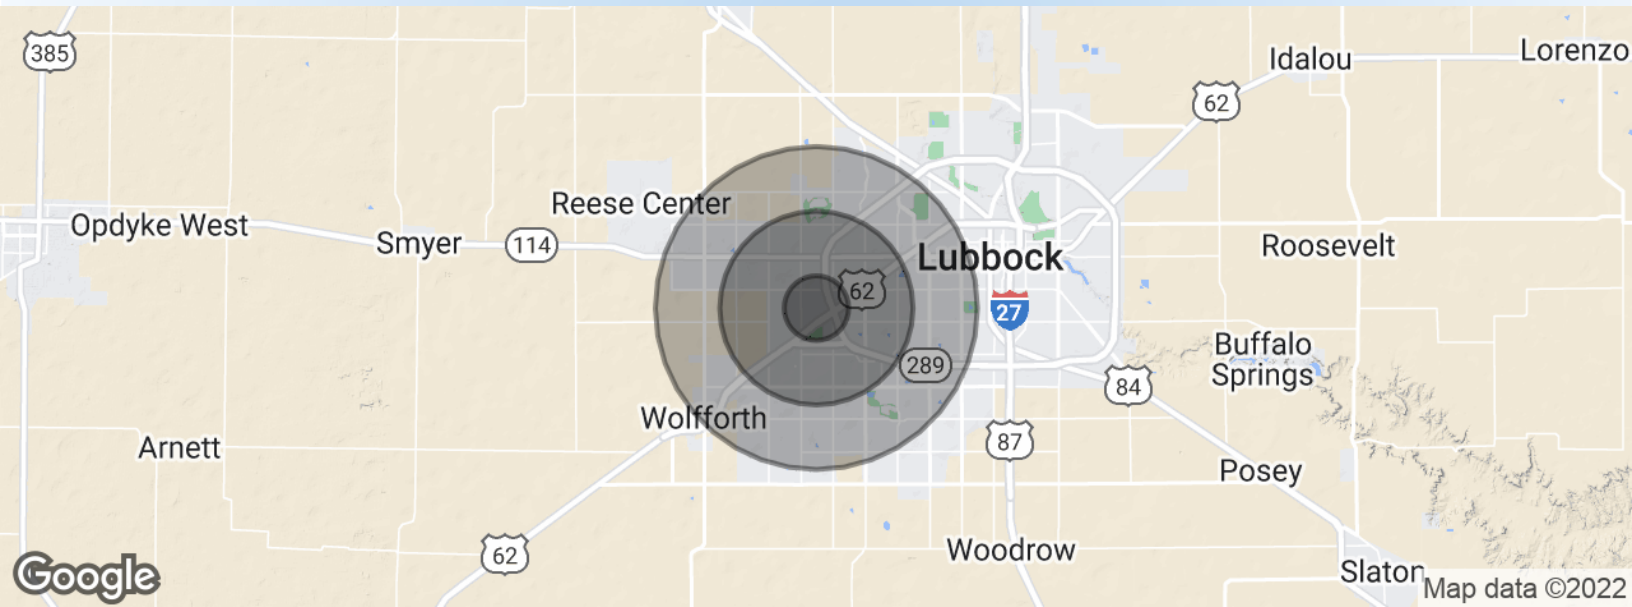 385
Idalou
Lorenzo
62
Reese Center
Opdyke West
Smyer
114
Lubbock
Roosevelt
62
27
Buffalo
Springs
289
84
Wolfforth
87
Arnett
Posey
62
Woodrow
Slaton
Google
Map data ©2022